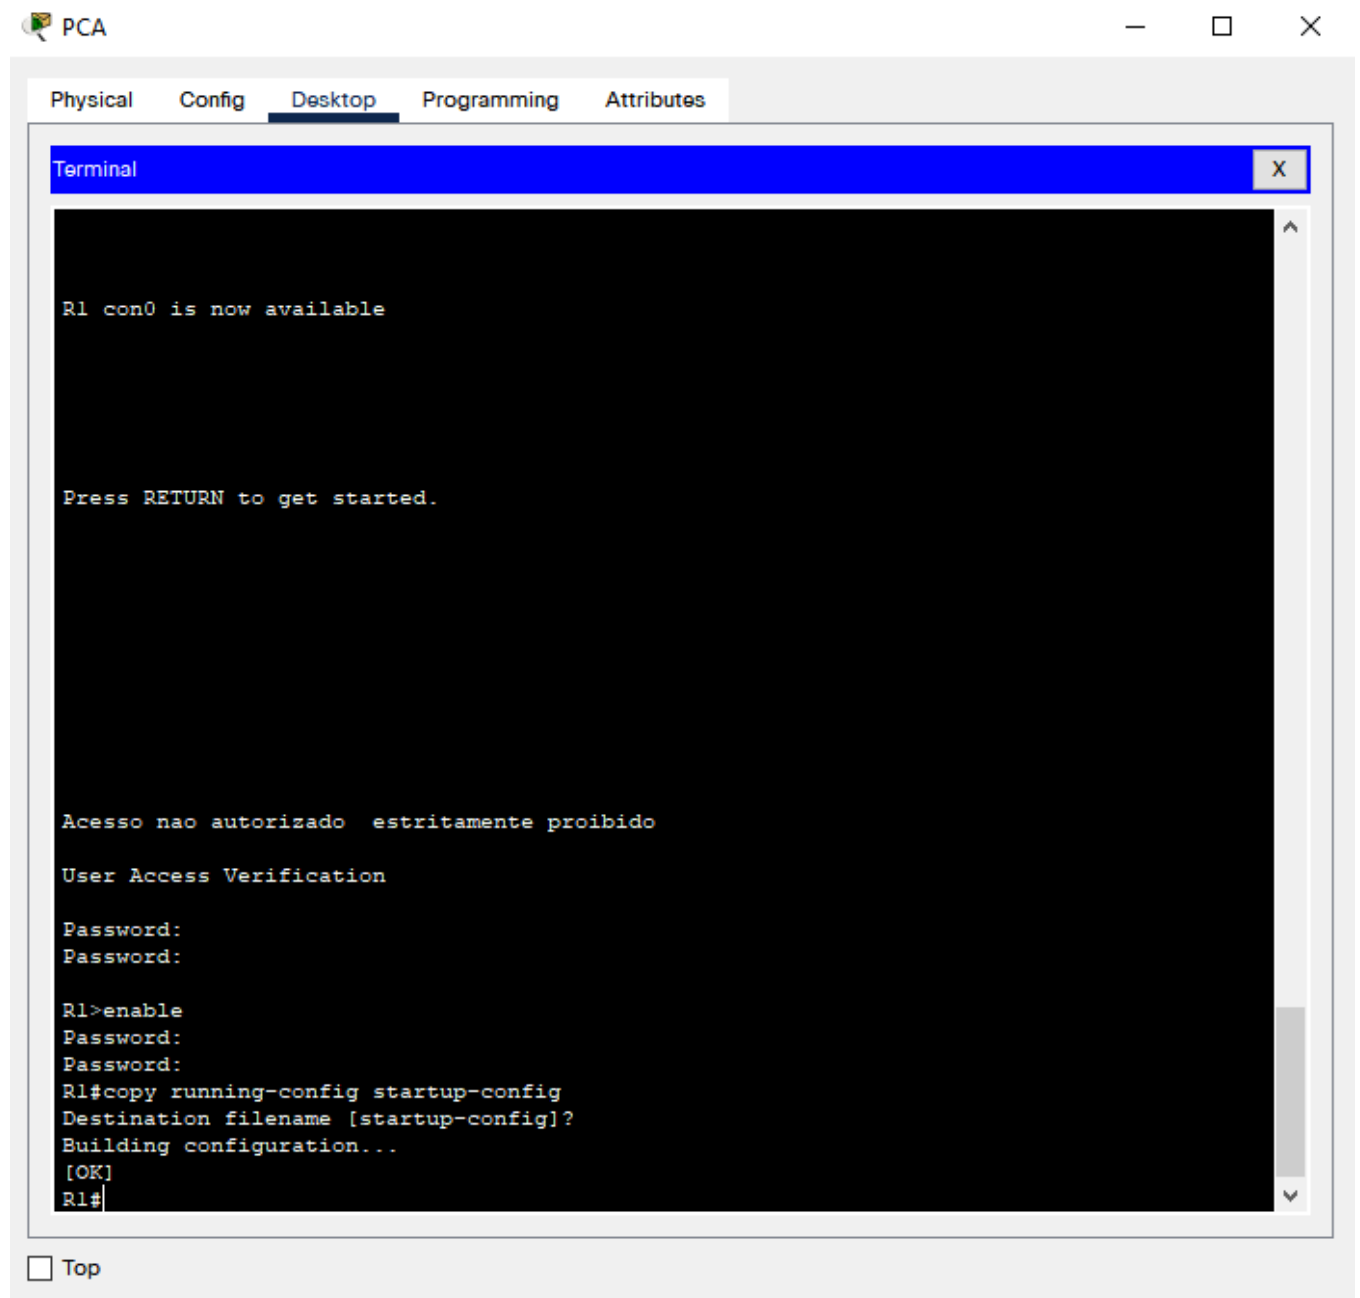 PCA
Physical Config Desktop Programming Attributes
Terminal X
R1 con0 is now available
Press RETURN to get started.
Acesso nao autorizado  estritamente proibido
User Access Verification
Password:
Password:
R1>enable
Password:
Password:
R1#copy running-config startup-config
Destination filename [startup-config]?
Building configuration...
[OK]
R1#
Top